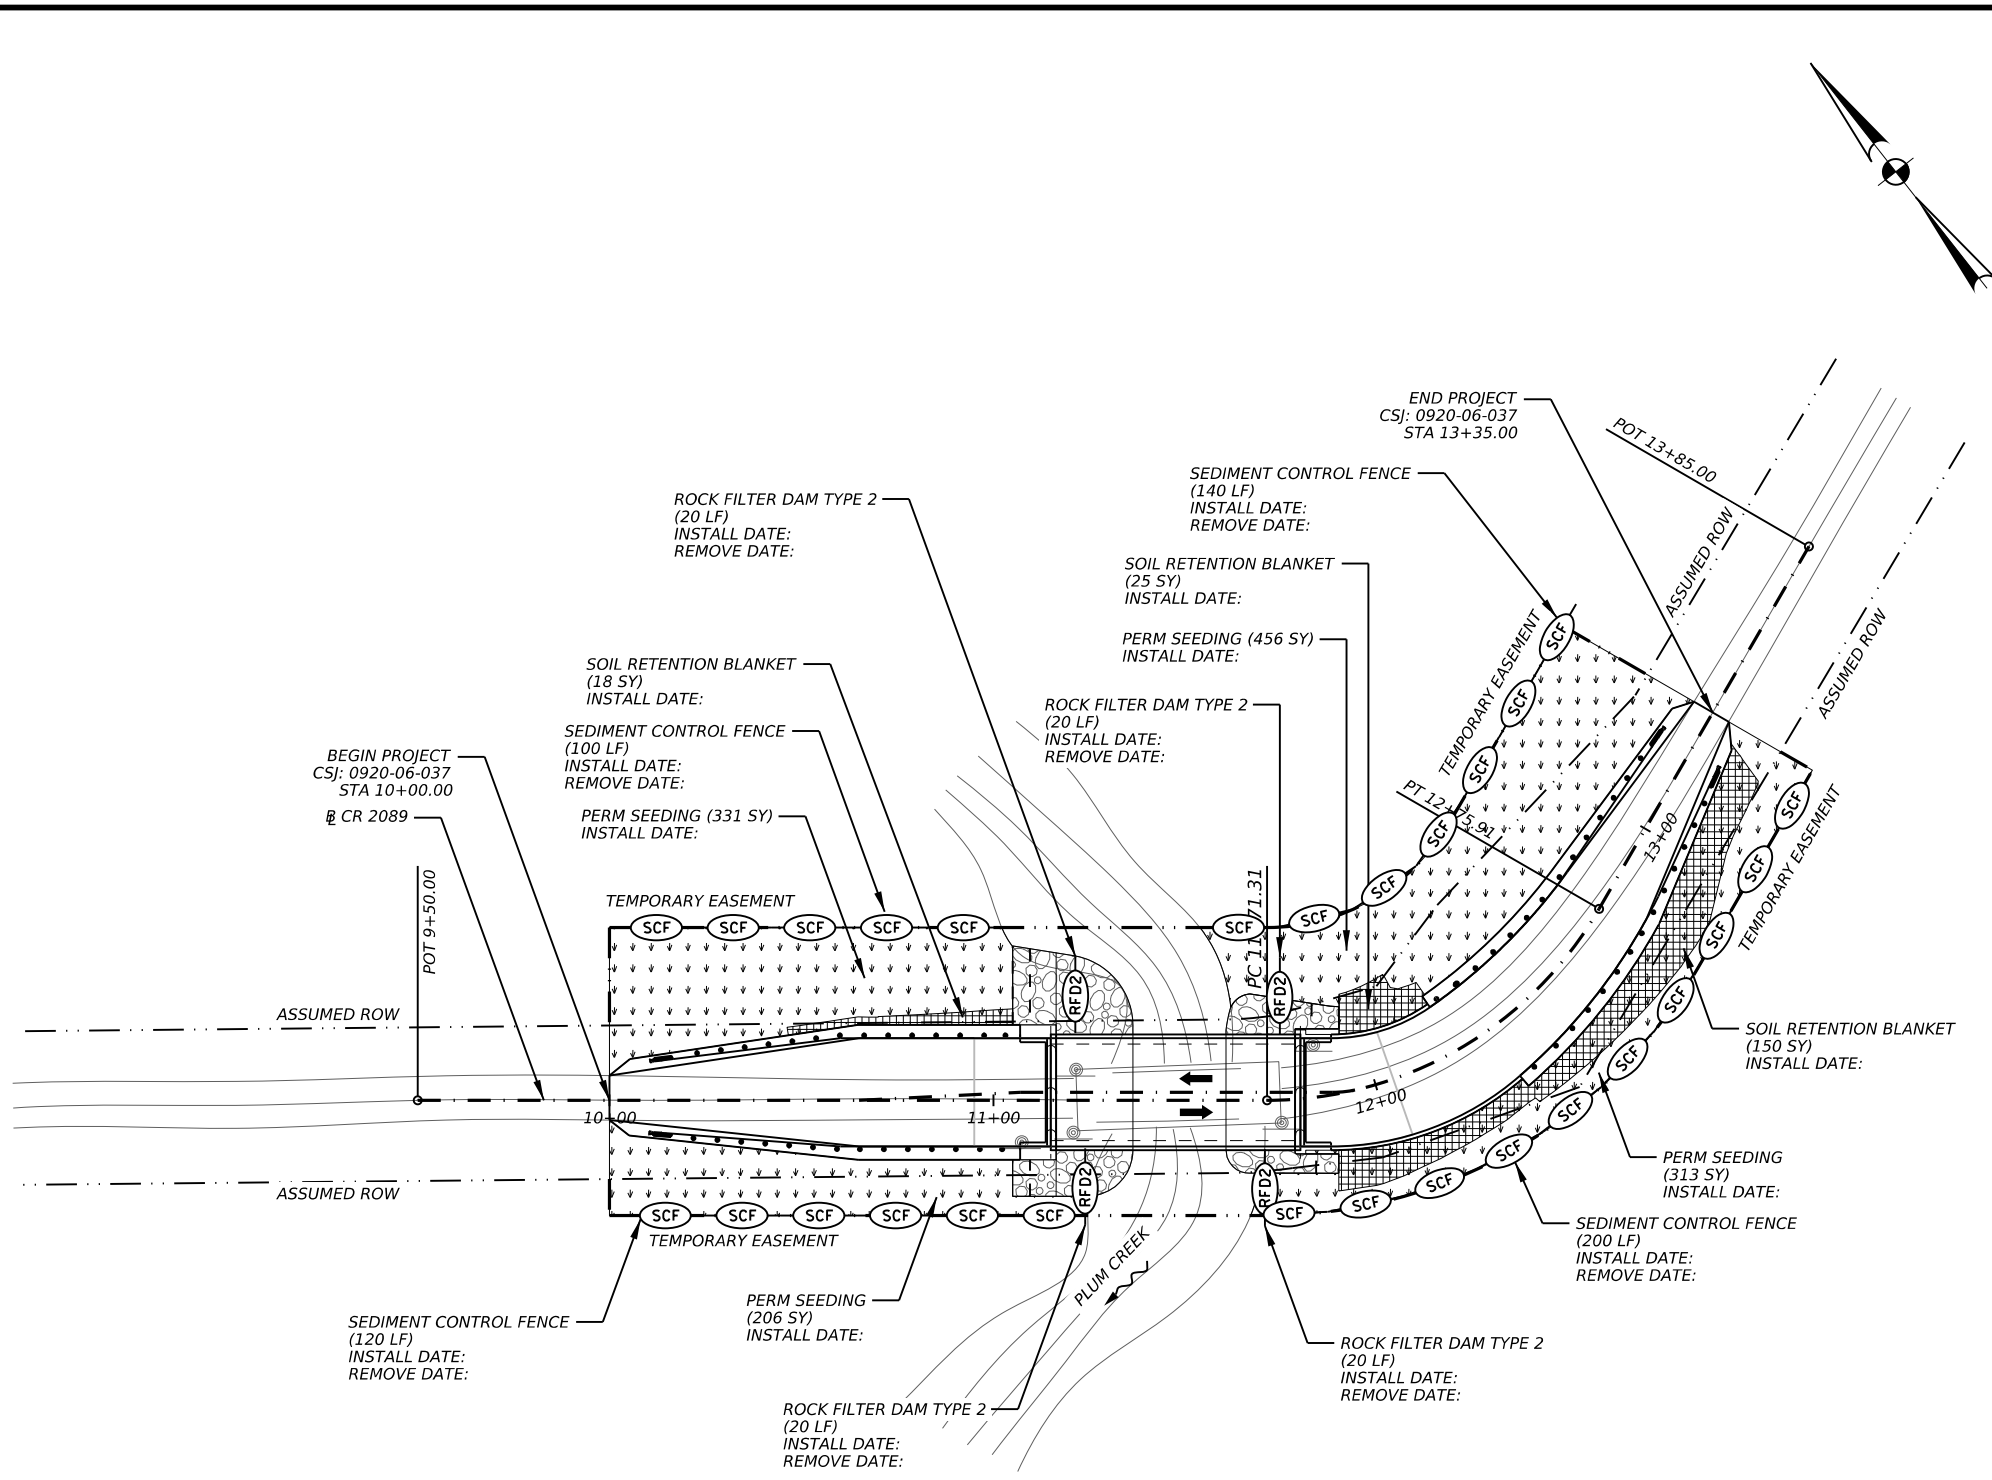 END PROJECT
CSJ: 0920-06-037
STA 13+35.00
POT 13+85.00
SEDIMENT CONTROL FENCE
(140 LF)
INSTALL DATE:
REMOVE DATE:
ROCK FILTER DAM TYPE 2
(20 LF)
INSTALL DATE:
REMOVE DATE:
ASSUMED ROW
SOIL RETENTION BLANKET
(25 SY)
INSTALL DATE:
PERM SEEDING (456 SY)
INSTALL DATE:
TEMPORARY EASEMENT
ASSUMED ROW
SOIL RETENTION BLANKET
(18 SY)
INSTALL DATE:
ROCK FILTER DAM TYPE 2
(20 LF)
INSTALL DATE:
REMOVE DATE:
SEDIMENT CONTROL FENCE
(100 LF)
INSTALL DATE:
REMOVE DATE:
BEGIN PROJECT
CSJ: 0920-06-037
STA 10+00.00
CR 2089
PERM SEEDING (331 SY)
INSTALL DATE:
PT 12+75.91
13+00
TEMPORARY EASEMENT
POT 9+50.00
TEMPORARY EASEMENT
SCF
SCF
SCF
SCF
SCF
SCF
SCF
SCF
SCF
SCF
SCF
SCF
SCF
PC 11+71.31
RFD2
RFD2
ASSUMED ROW
10+00
11+00
12+00
SOIL RETENTION BLANKET
(150 SY)
INSTALL DATE:
SCF
SCF
SCF
SCF
SCF
SCF
SCF
SCF
SCF
SCF
PERM SEEDING
(313 SY)
INSTALL DATE:
ASSUMED ROW
RFD2
RFD2
SCF
SCF
SCF
SCF
SCF
SCF
TEMPORARY EASEMENT
SEDIMENT CONTROL FENCE
(200 LF)
INSTALL DATE:
REMOVE DATE:
PLUM CREEK
PERM SEEDING
(206 SY)
INSTALL DATE:
SEDIMENT CONTROL FENCE
(120 LF)
INSTALL DATE:
REMOVE DATE:
ROCK FILTER DAM TYPE 2
(20 LF)
INSTALL DATE:
REMOVE DATE:
ROCK FILTER DAM TYPE 2
(20 LF)
INSTALL DATE:
REMOVE DATE: